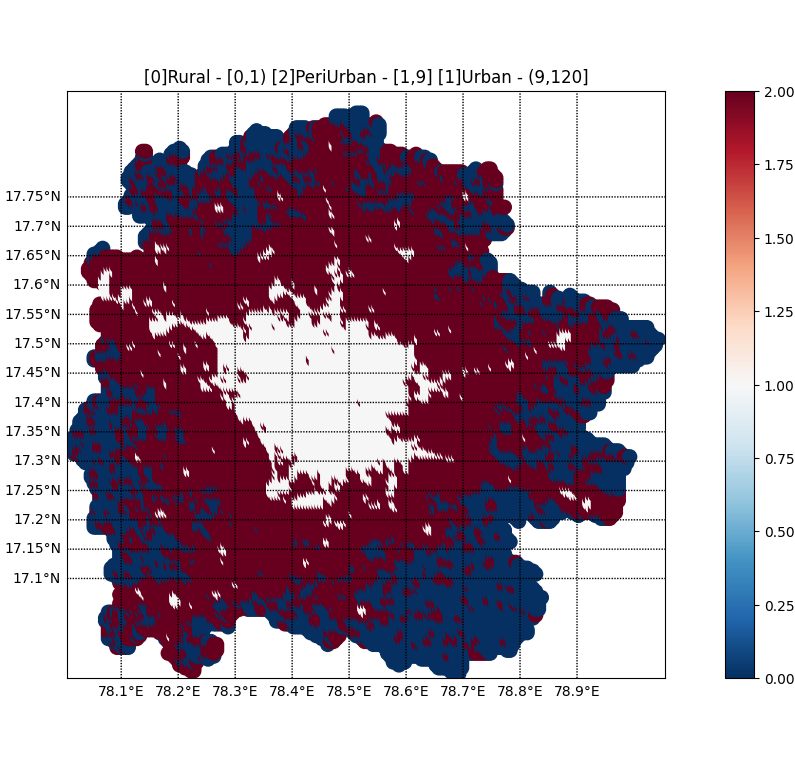 [0]Rural - [0,1) [2]PeriUrban - [1,9] [1]Urban - (9,120]
17.75°N
17.7°N
17.65°N
17.6°N
17.55°N
17.5°N
17.45°N
17.4°N
17.35°N
17.3°N
17.25°N
17.2°N
17.15°N
17.1°N
78.1°E 78.2°E 78.3°E 78.4°E 78.5°E 78.6°E 78.7°E 78.8°E 78.9°E
2.00
1.75
1.50
1.25
1.00
0.75
0.50
0.25
0.00